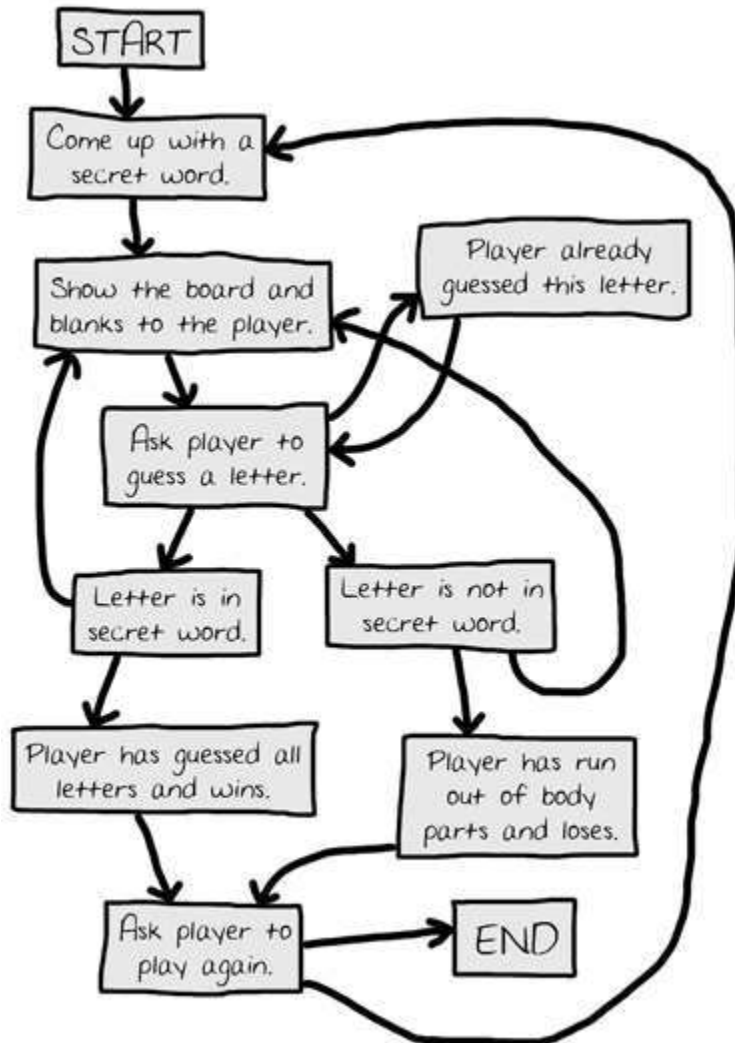 START
Come up with a
secret word.
Show the board and
blanks to the player.
Player already
guessed this letter.
Ask player to
guess a letter.
Letter is in
secret word.
Letter is not in
secret word.
Player has guessed all
letters and wins.
Player has run
out of body
parts and loses.
Ask player to
play again.
END